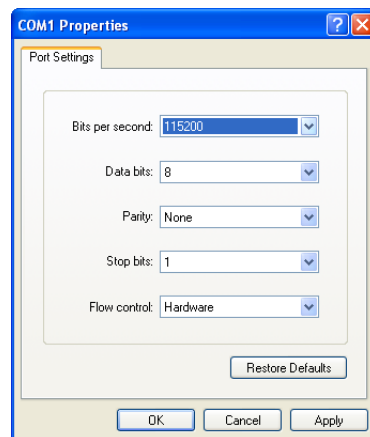 COM1 Properties
Port Settings
Bits per second: 115200
Data bits: 8
Parity: None
Stop bits: 1
Flow control: Hardware
Restore Defaults
OK Cancel Apply